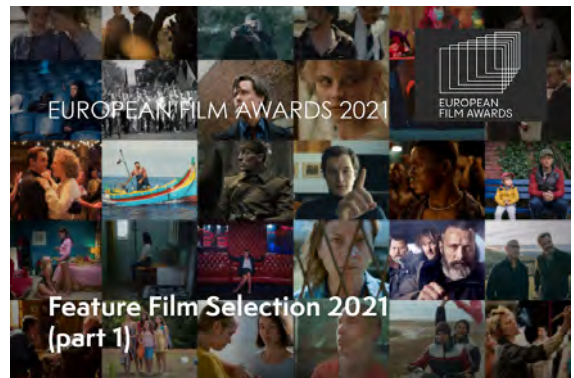 EUROPEAN FILM AWARDS 2021
EUROPEAN
FILM AWARDS
Feature Film Selection 2021
(part 1)